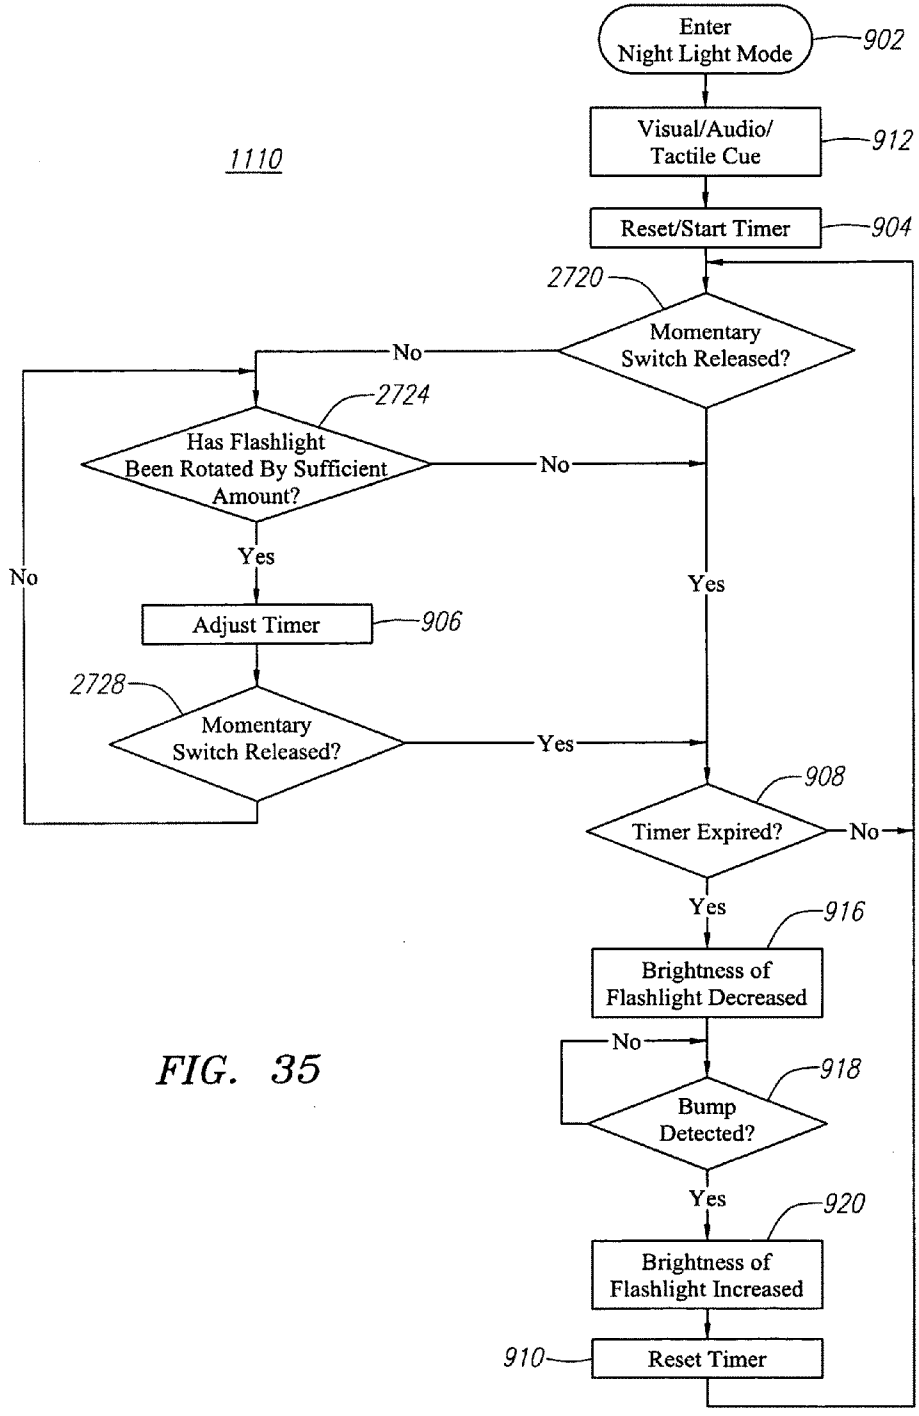 Enter
Night Light Mode
902
Visual/Audio/
Tactile Cue
912
1110
Reset/Start Timer
904
2720
Momentary
Switch Released?
No
2724
Has Flashlight
Been Rotated By Sufficient
Amount?
No
Yes
No
Yes
Adjust Timer
906
2728
Momentary
Switch Released?
Yes
908
Timer Expired?
No
Yes
916
Brightness of
Flashlight Decreased
No
FIG. 35
918
Bump
Detected?
Yes
920
Brightness of
Flashlight Increased
910
Reset Timer